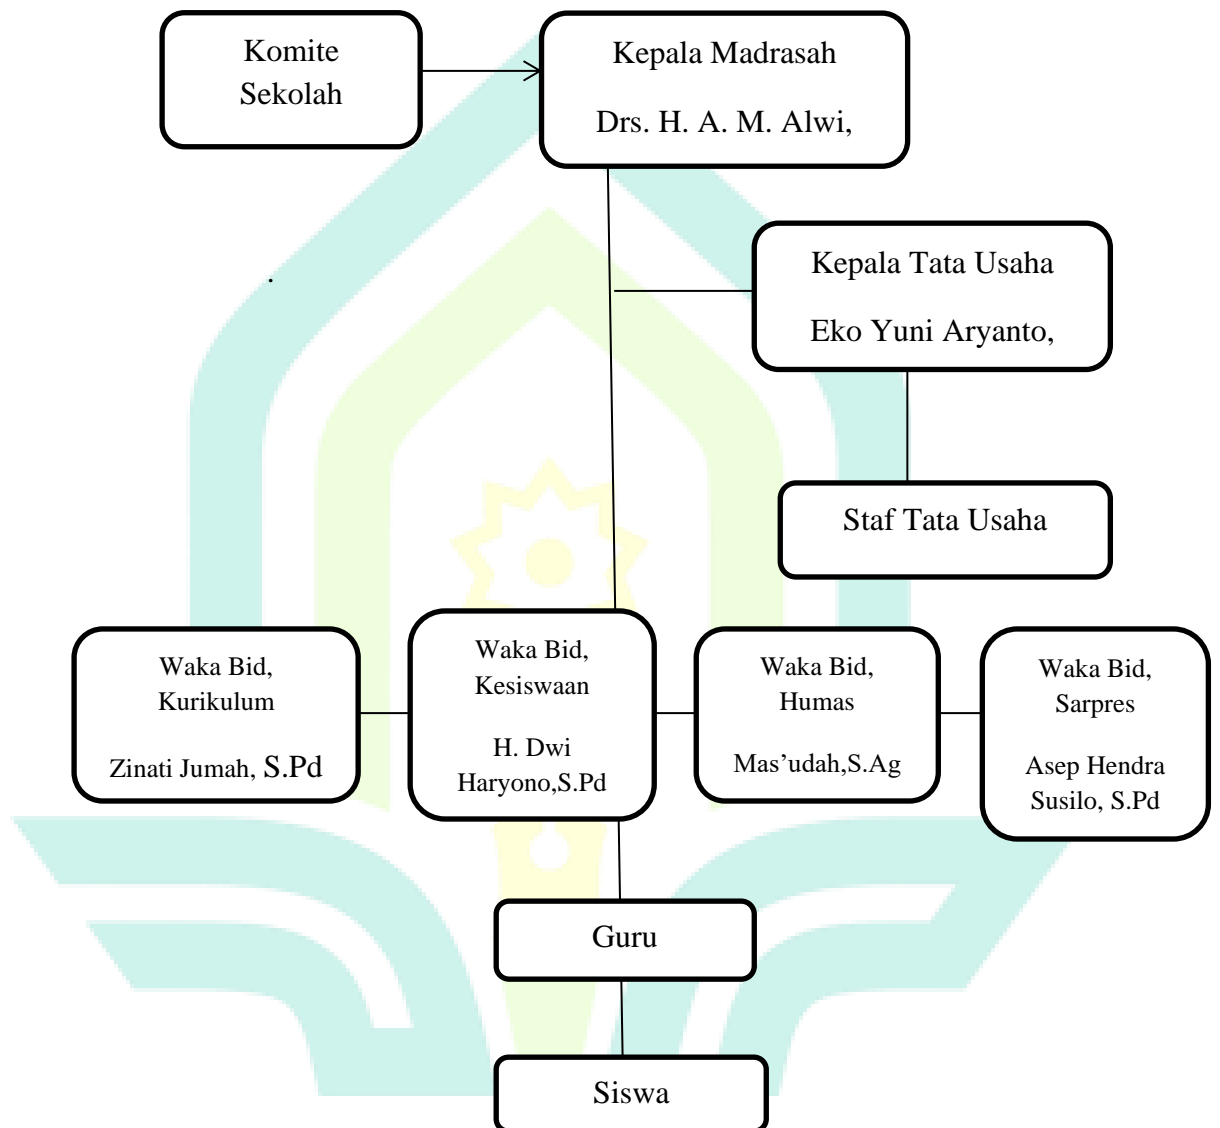 Komite
Sekolah
Kepala Madrasah
Drs. H. A. M. Alwi,
.
Kepala Tata Usaha
Eko Yuni Aryanto,
Staf Tata Usaha
Waka Bid,
Kurikulum
Zinati Jumah, S.Pd
Waka Bid,
Kesiswaan
H. Dwi
Haryono,S.Pd
Waka Bid,
Humas
Mas’udah,S.Ag
Waka Bid,
Sarpres
Asep Hendra
Susilo, S.Pd
Guru
Siswa